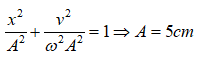 x²/A² + v²/ω²A² = 1 ⇒ A = 5cm